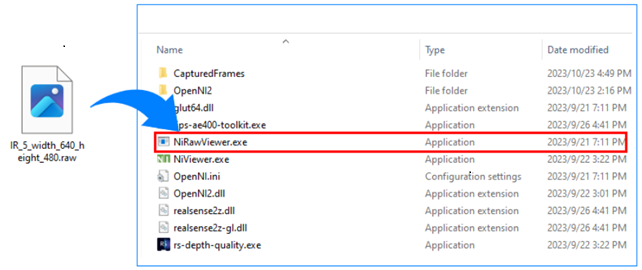 Name Type Date modified
CapturedFrames File folder 2023/10/23 4:49 PM
OpenNI2 File folder 2023/10/23 2:16 PM
glut64.dll Application extension 2023/9/21 7:11 PM
ps-ae400-toolkit.exe Application 2023/9/26 4:41 PM
NiRawViewer.exe Application 2023/9/21 7:11 PM
NiViewer.exe Application 2023/9/22 3:22 PM
OpenNI.ini Configuration settings 2023/9/21 7:11 PM
OpenNI2.dll Application extension 2023/9/22 3:01 PM
realsense2z.dll Application extension 2023/9/26 4:41 PM
realsense2z-gl.dll Application extension 2023/9/26 4:41 PM
rs-depth-quality.exe Application 2023/9/22 3:22 PM
IR_5_width_640_h
eight_480.raw